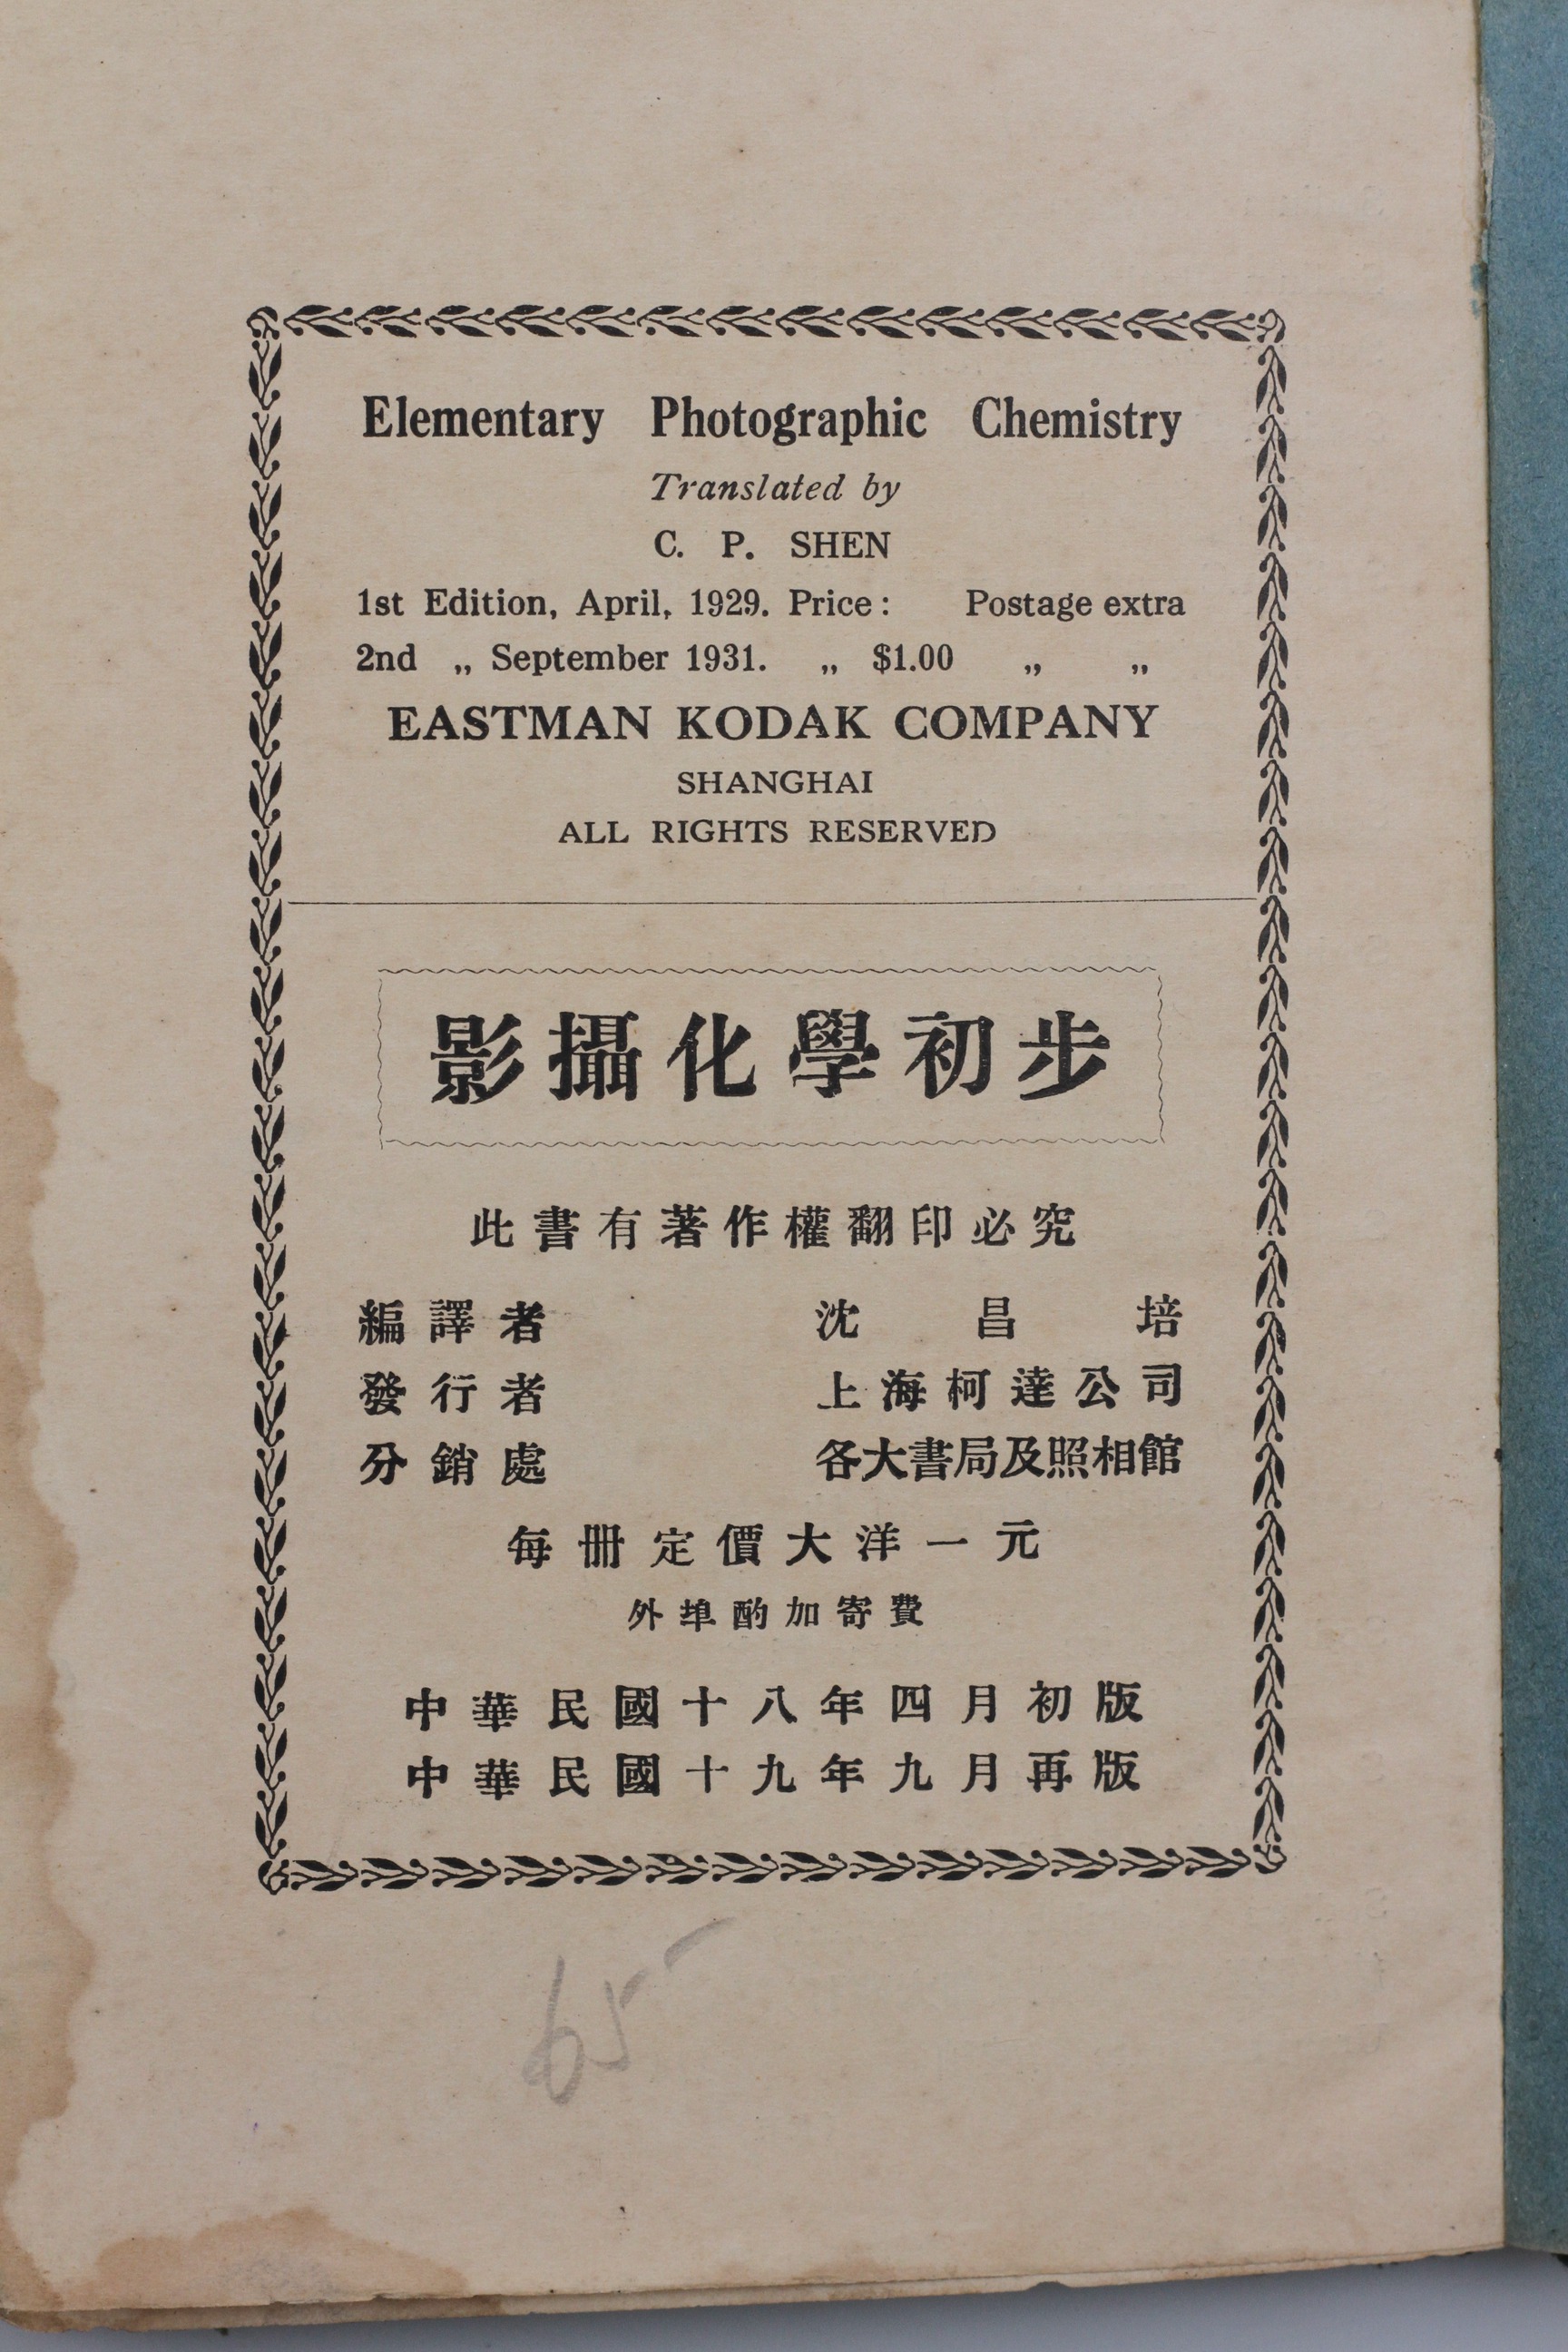 Elementary Photographic Chemistry
Translated by
C. P. SHEN
1st Edition, April, 1929. Price: Postage extra
2nd „ September 1931. „ $1.00 „ „
EASTMAN KODAK COMPANY
SHANGHAI
ALL RIGHTS RESERVED
影攝化學初步
此書有著作權翻印必究
編譯者 沈昌培
發行者 上海柯達公司
分銷處 各大書局及照相館
每冊定價大洋一元
外埠酌加寄費
中華民國十八年四月初版
中華民國十九年九月再版
65